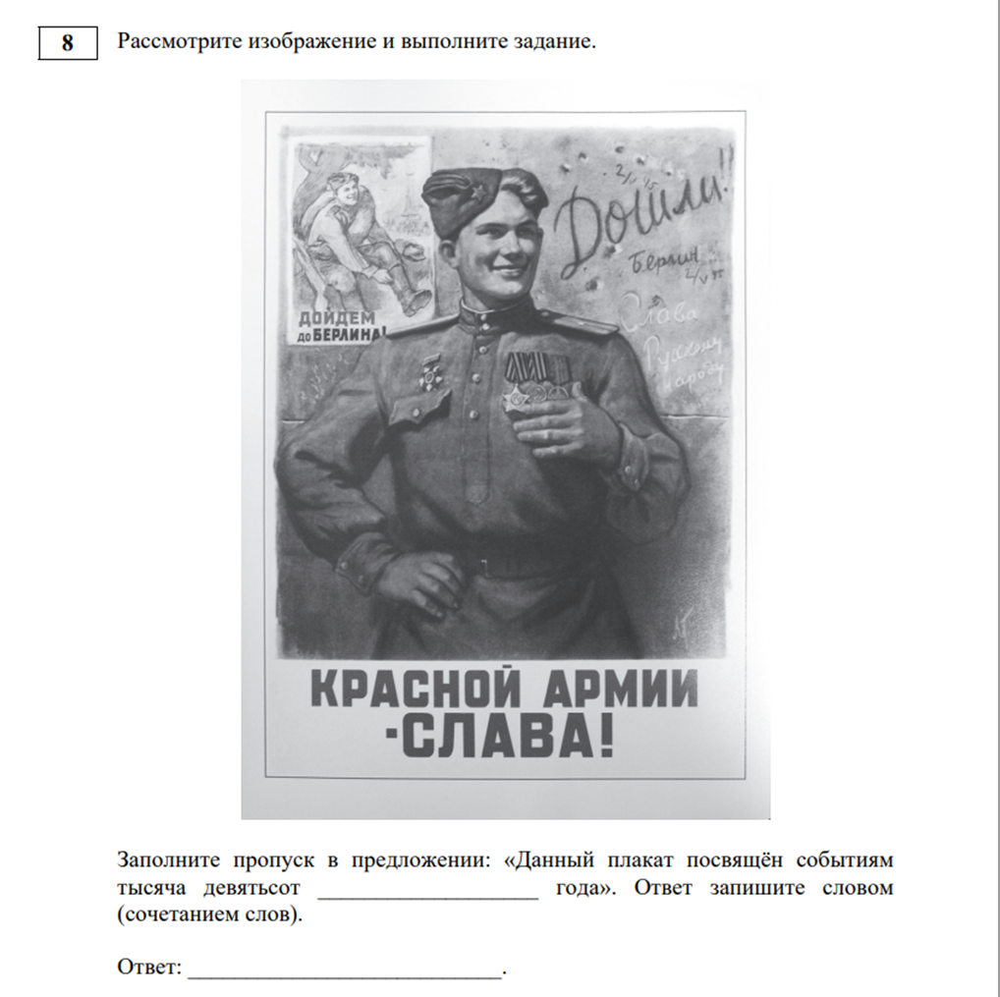 8
Рассмотрите изображение и выполните задание.
2/V 45
Дошли!!
Берлин
2/V 45
Слава
Русскому
народу
ДОЙДЕМ
ДО БЕРЛИНА!
КРАСНОЙ АРМИИ
-СЛАВА!
Заполните пропуск в предложении: «Данный плакат посвящён событиям
тысяча девятьсот ____________________ года». Ответ запишите словом
(сочетанием слов).
Ответ: _____________________________.